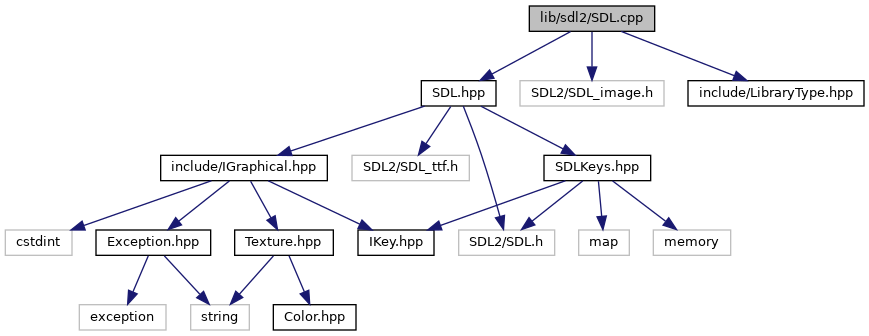 lib/sdl2/SDL.cpp
SDL.hpp
SDL2/SDL_image.h
include/LibraryType.hpp
include/IGraphical.hpp
SDL2/SDL_ttf.h
SDLKeys.hpp
cstdint
Exception.hpp
Texture.hpp
IKey.hpp
SDL2/SDL.h
map
memory
exception
string
Color.hpp